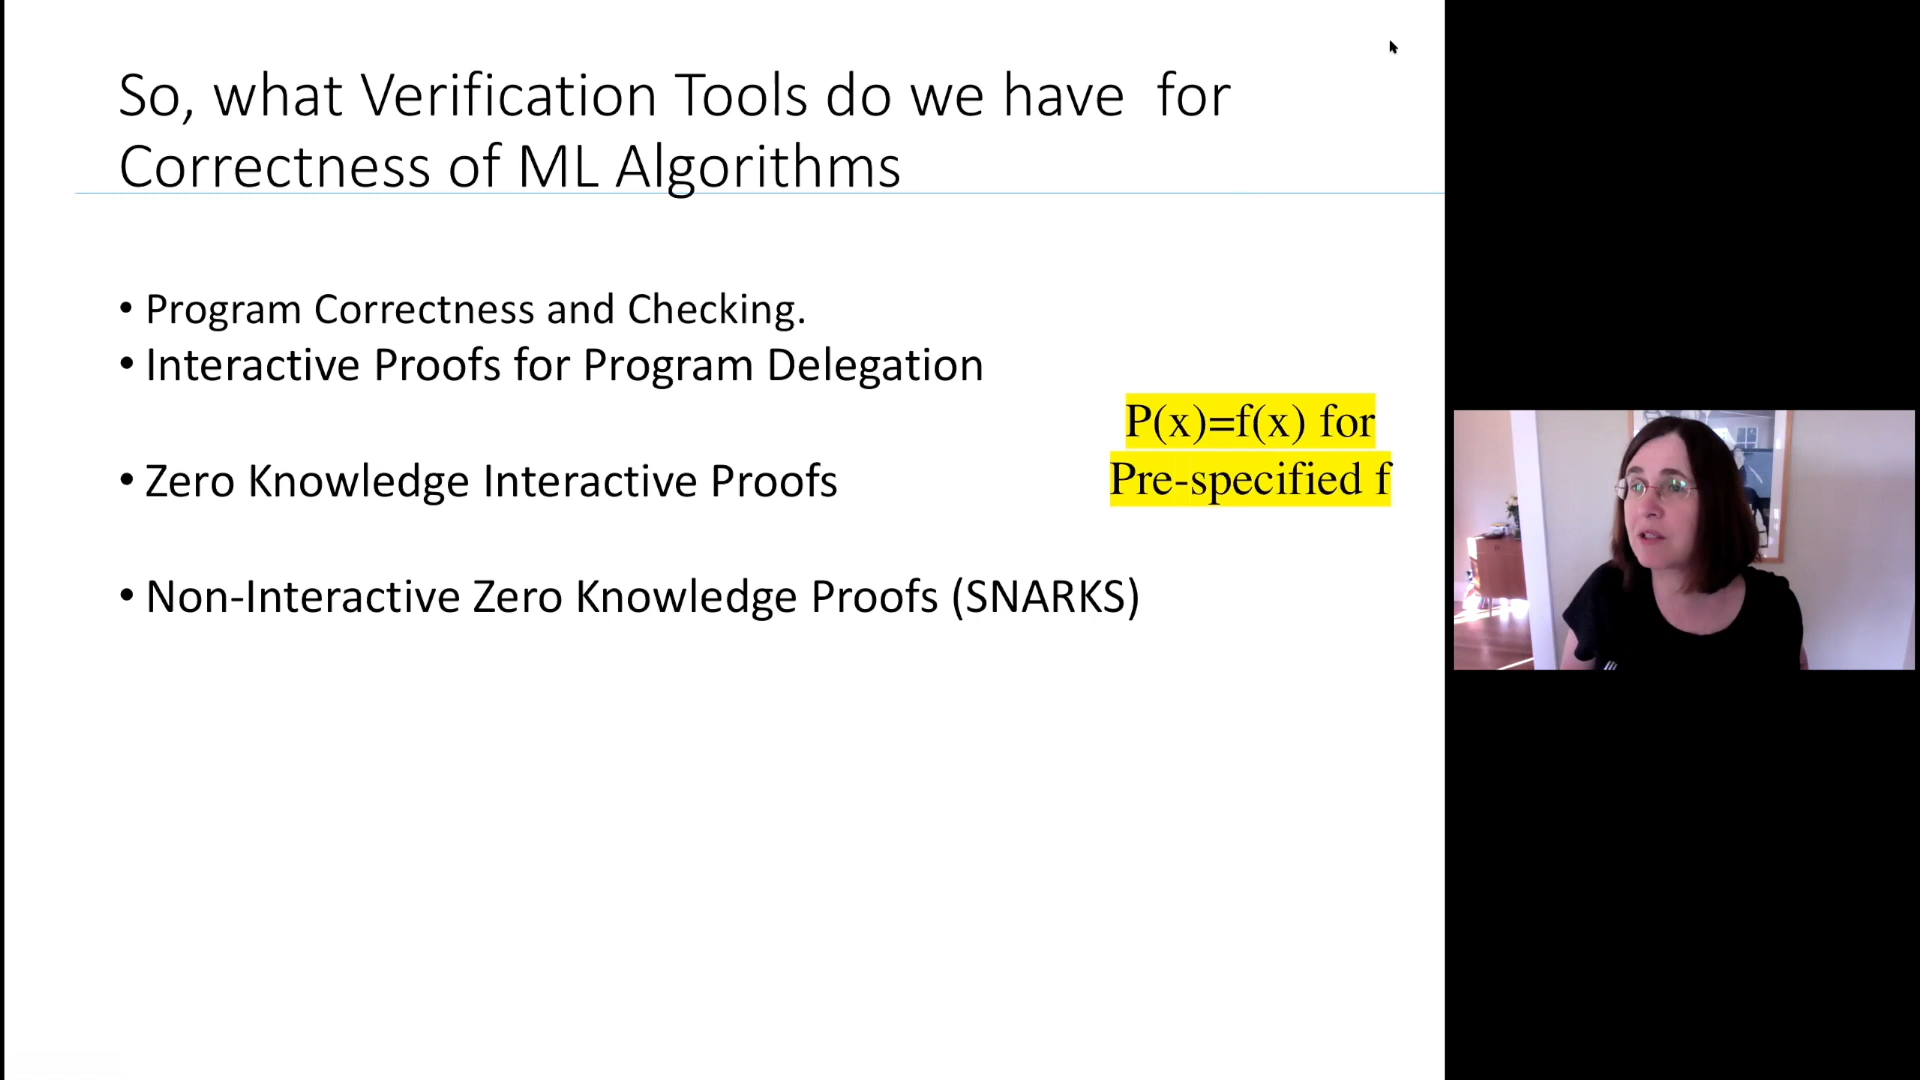 So, what Verification Tools do we have  for
Correctness of ML Algorithms
• Program Correctness and Checking.
• Interactive Proofs for Program Delegation
P(x)=f(x) for
Pre-specified f
• Zero Knowledge Interactive Proofs
• Non-Interactive Zero Knowledge Proofs (SNARKS)